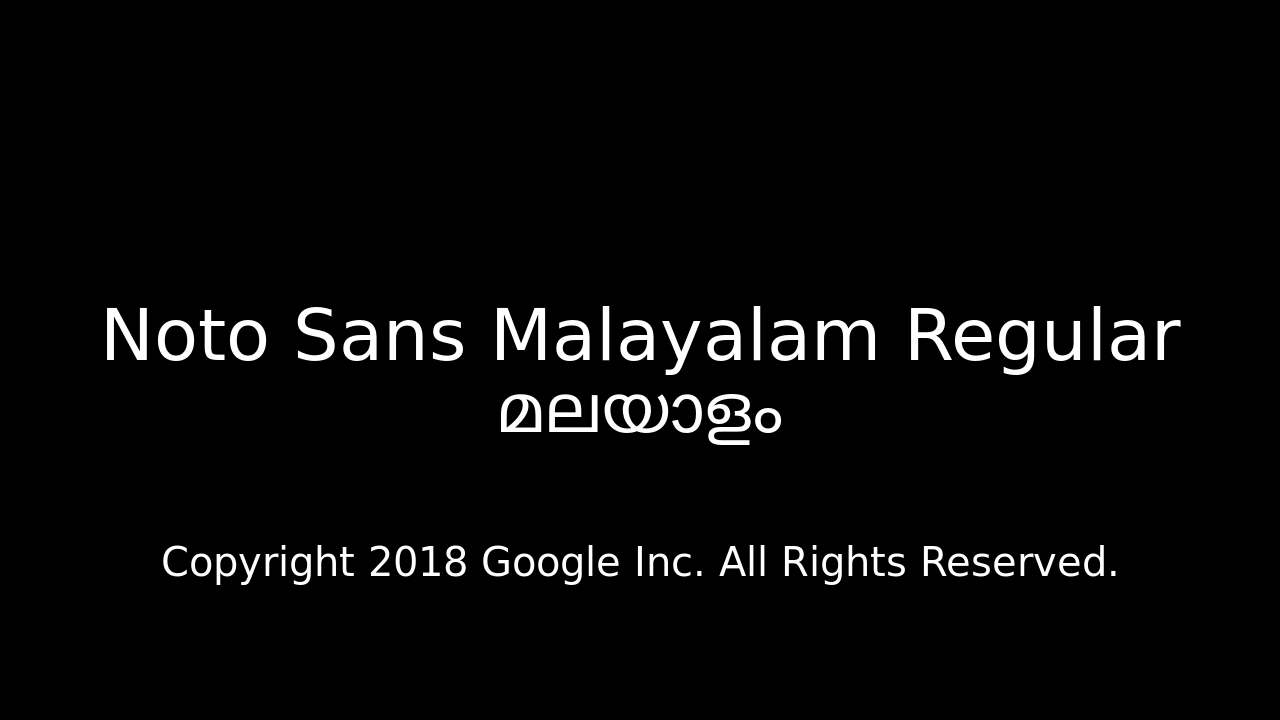 Noto Sans Malayalam Regular
മലയാളം
Copyright 2018 Google Inc. All Rights Reserved.